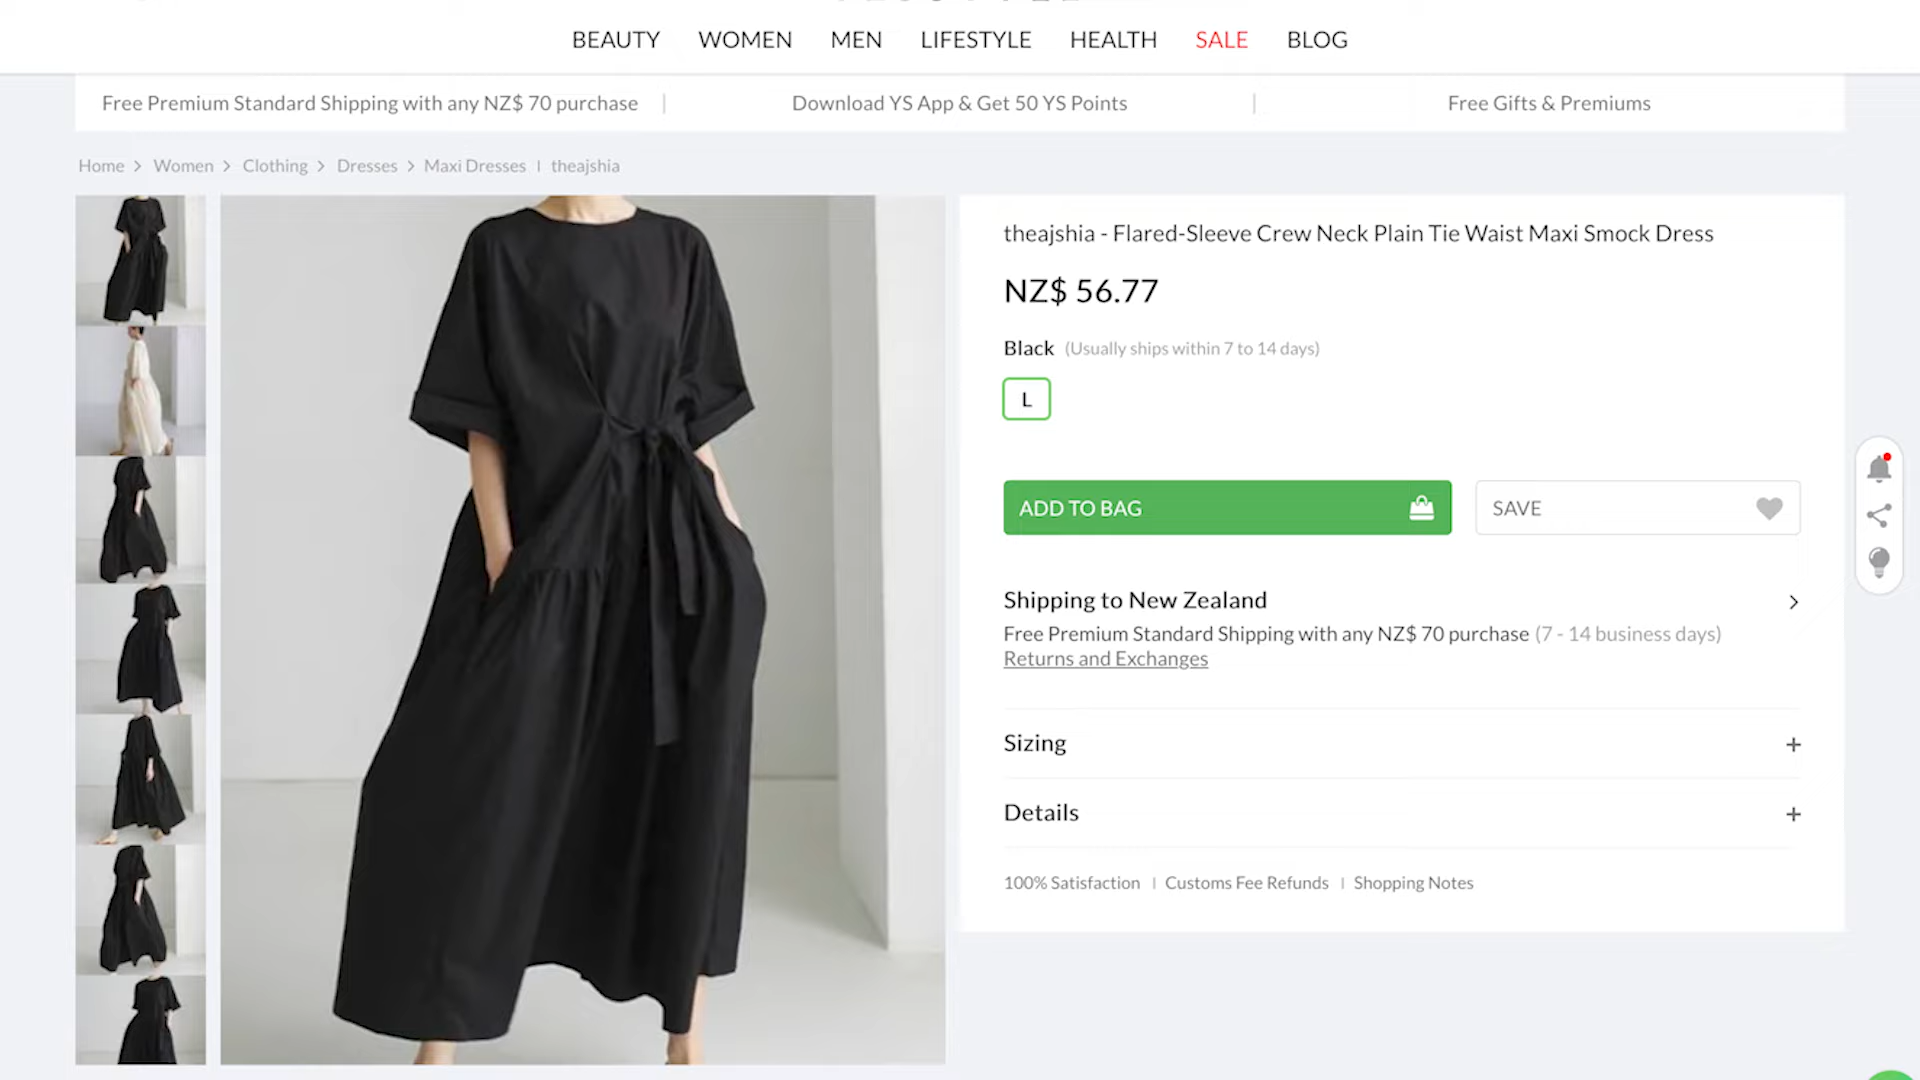 BEAUTY WOMEN MEN LIFESTYLE HEALTH SALE BLOG
Free Premium Standard Shipping with any NZ$ 70 purchase | Download YS App & Get 50 YS Points | Free Gifts & Premiums
Home > Women > Clothing > Dresses > Maxi Dresses | theajshia
theajshia - Flared-Sleeve Crew Neck Plain Tie Waist Maxi Smock Dress
NZ$ 56.77
Black (Usually ships within 7 to 14 days)
L
ADD TO BAG
SAVE
Shipping to New Zealand
Free Premium Standard Shipping with any NZ$ 70 purchase (7 - 14 business days)
Returns and Exchanges
Sizing
Details
100% Satisfaction | Customs Fee Refunds | Shopping Notes